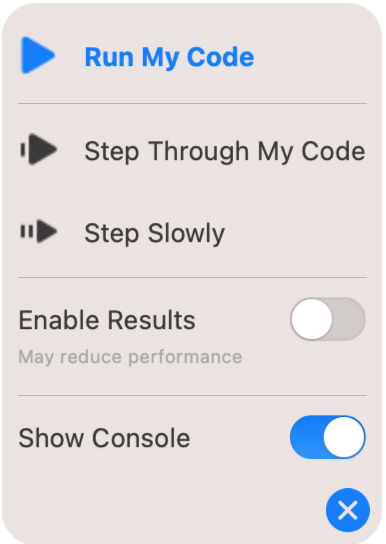 Run My Code
Step Through My Code
Step Slowly
Enable Results
May reduce performance
Show Console